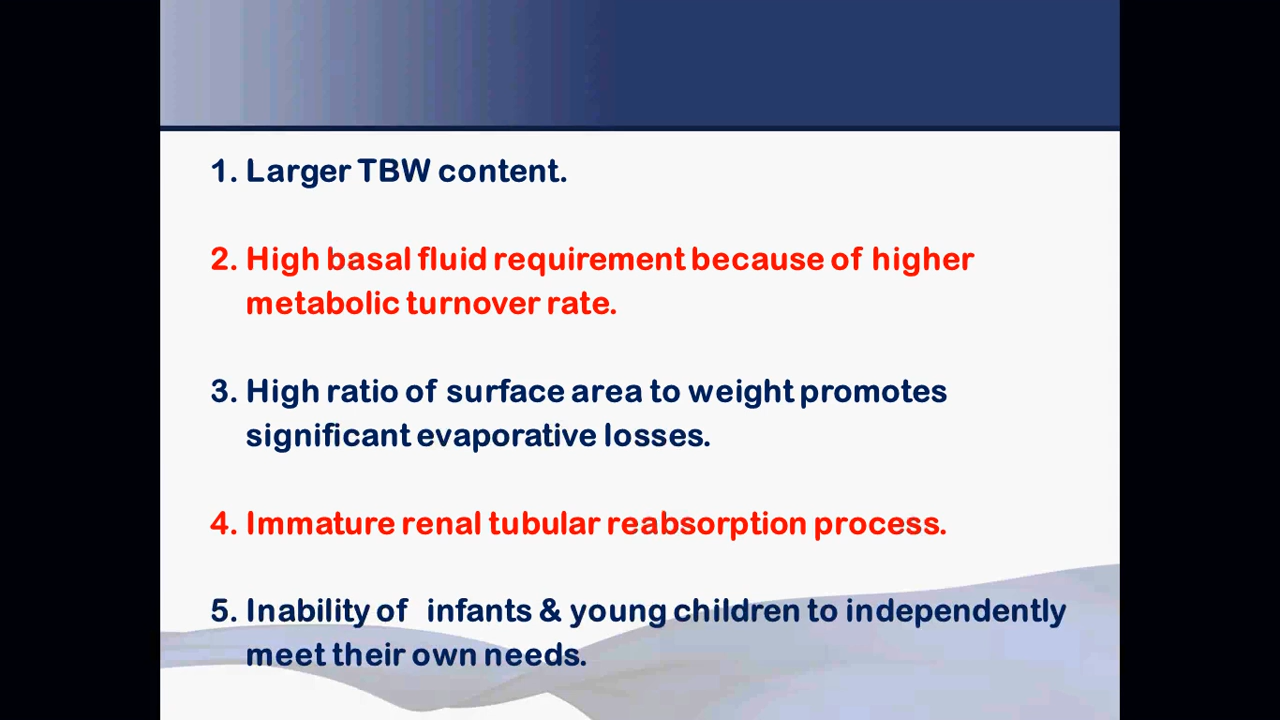 1. Larger TBW content.
2. High basal fluid requirement because of higher
metabolic turnover rate.
3. High ratio of surface area to weight promotes
significant evaporative losses.
4. Immature renal tubular reabsorption process.
5. Inability of infants & young children to independently
meet their own needs.